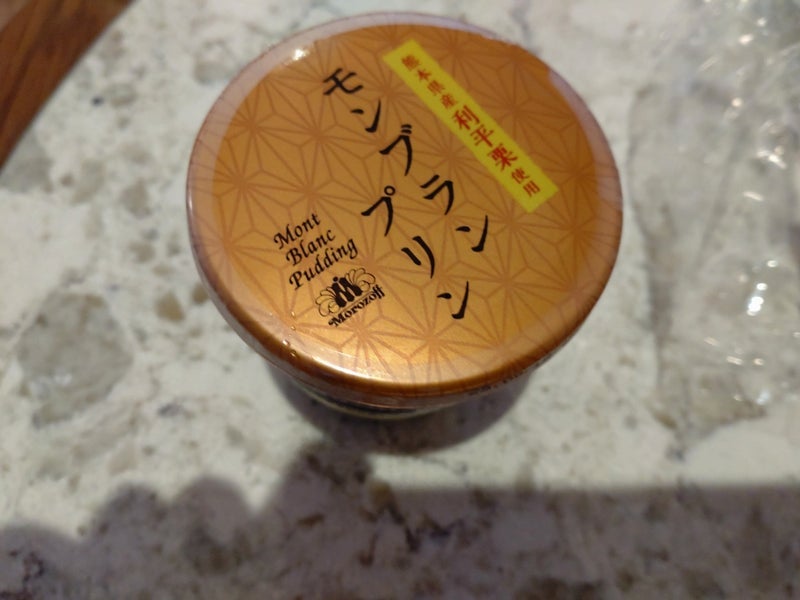 熊本県産利平栗使用
モンブラン
プリン
Mont
Blanc
Pudding
Morozoff